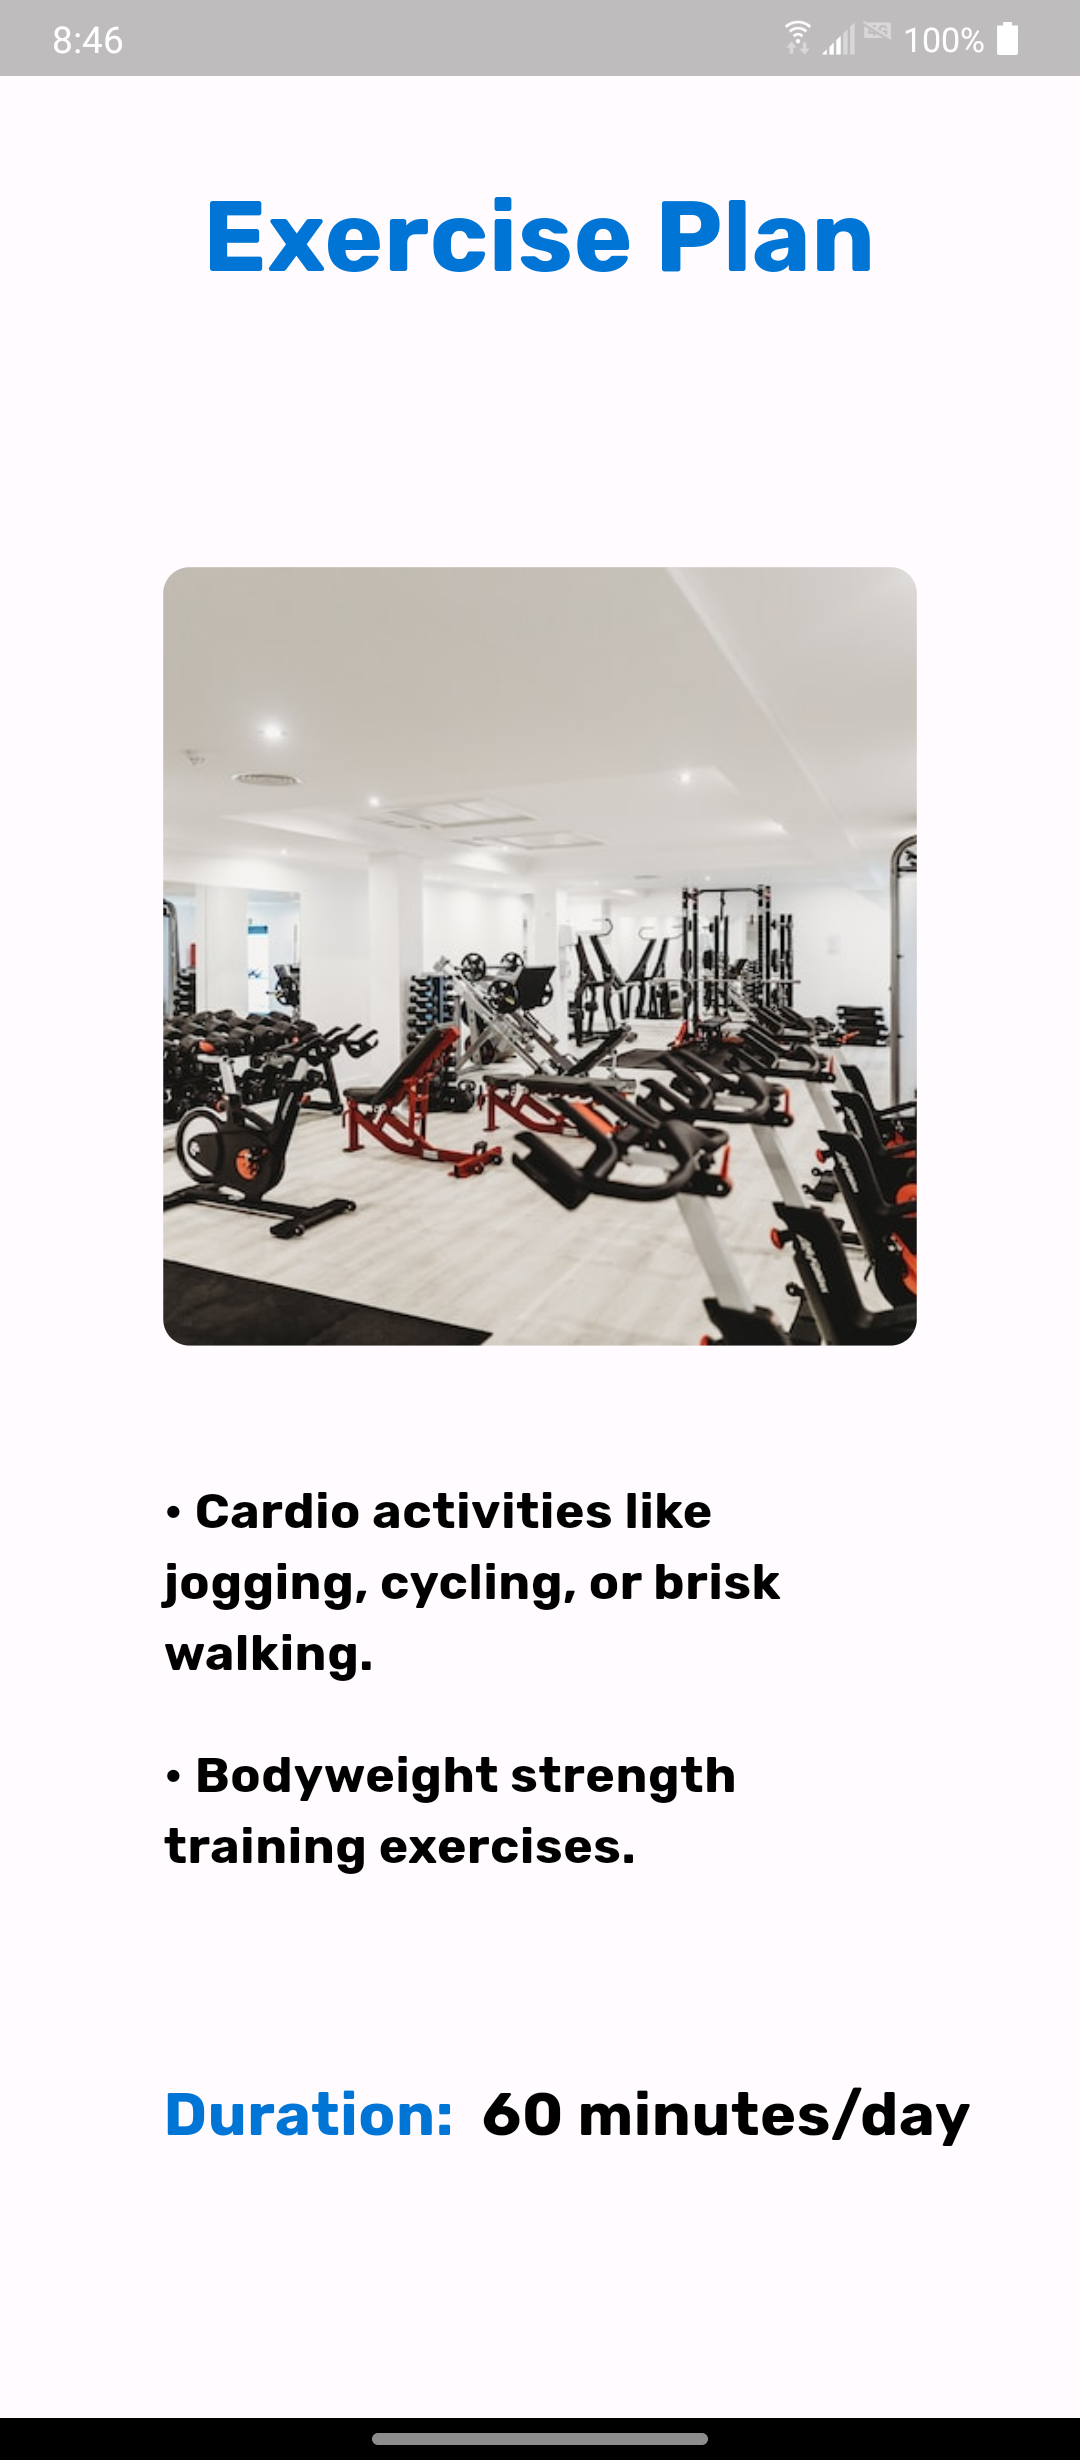 8:46
100%
Exercise Plan
• Cardio activities like
jogging, cycling, or brisk
walking.
• Bodyweight strength
training exercises.
Duration: 60 minutes/day